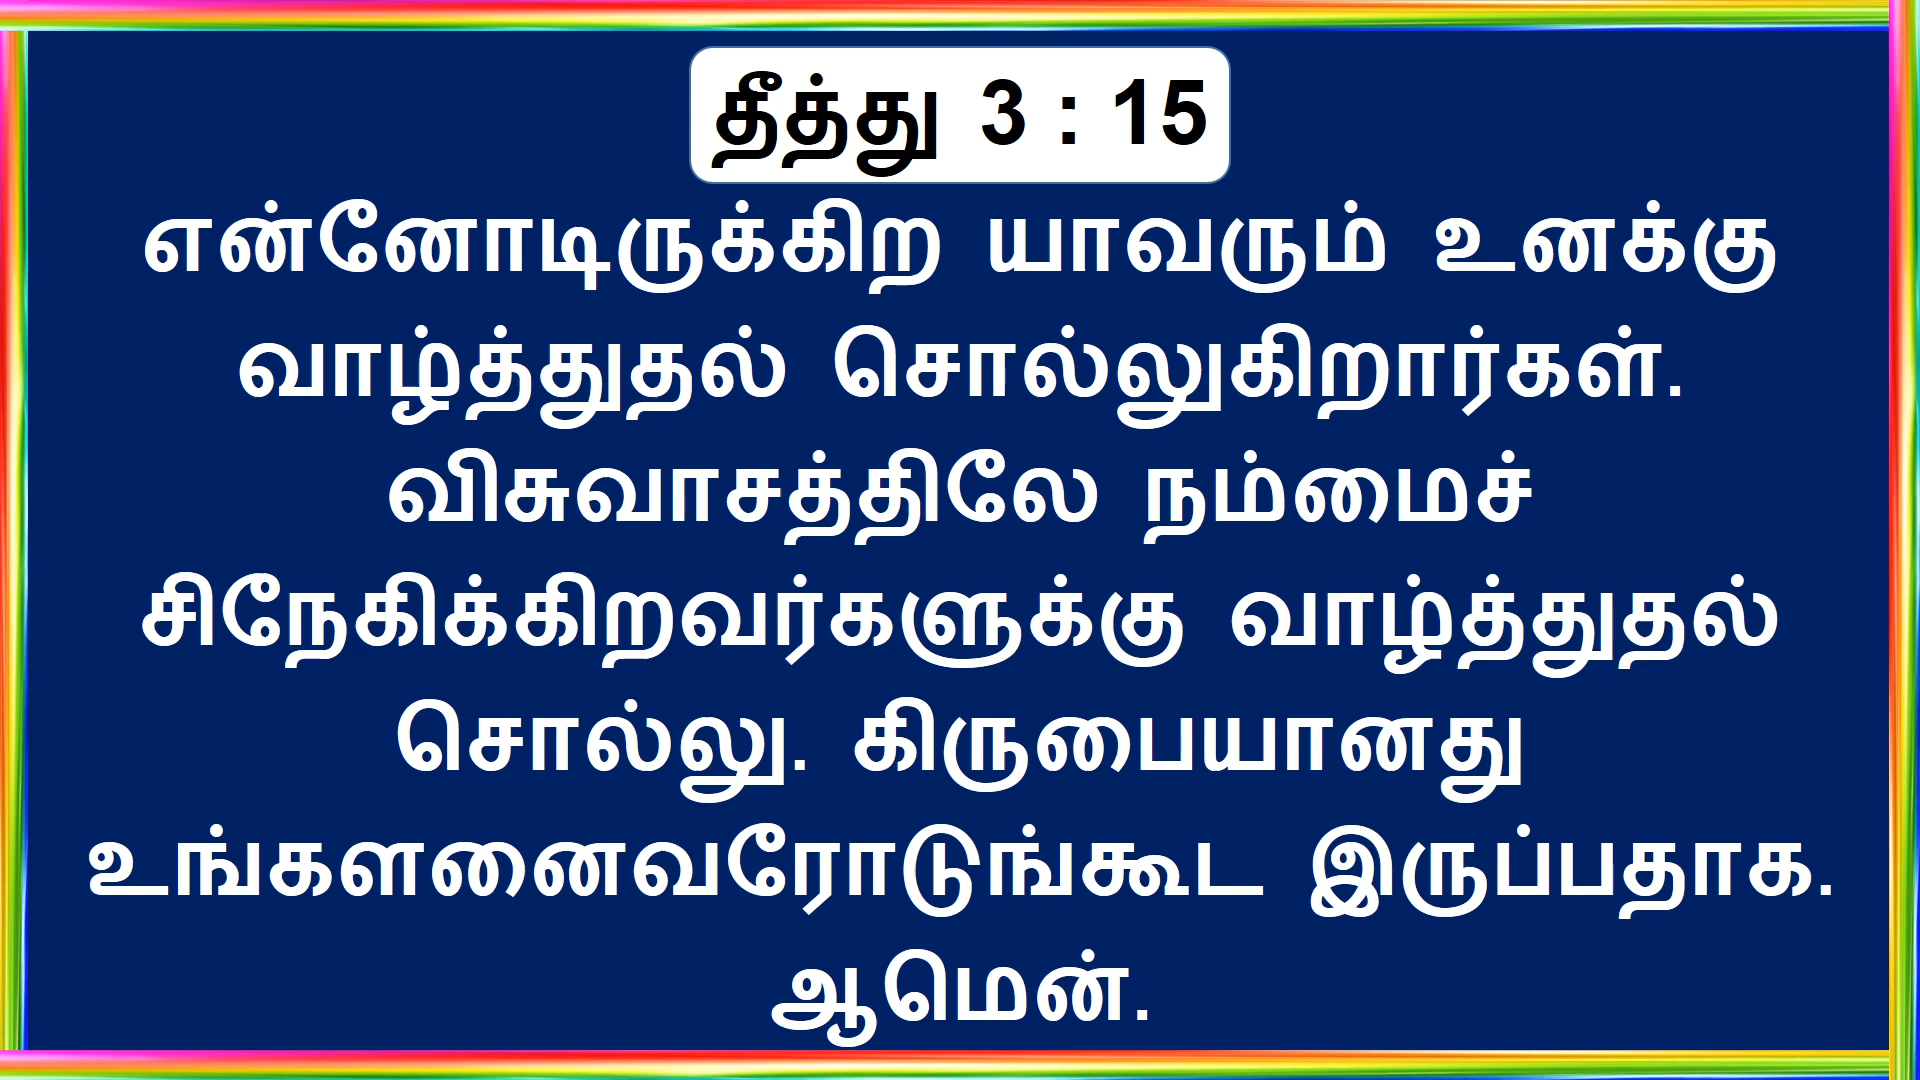 தீத்து 3 : 15
என்னோடிருக்கிற யாவரும் உனக்கு
வாழ்த்துதல் சொல்லுகிறார்கள்.
விசுவாசத்திலே நம்மைச்
சிநேகிக்கிறவர்களுக்கு வாழ்த்துதல்
சொல்லு. கிருபையானது
உங்களனைவரோடுங்கூட இருப்பதாக.
ஆமென்.